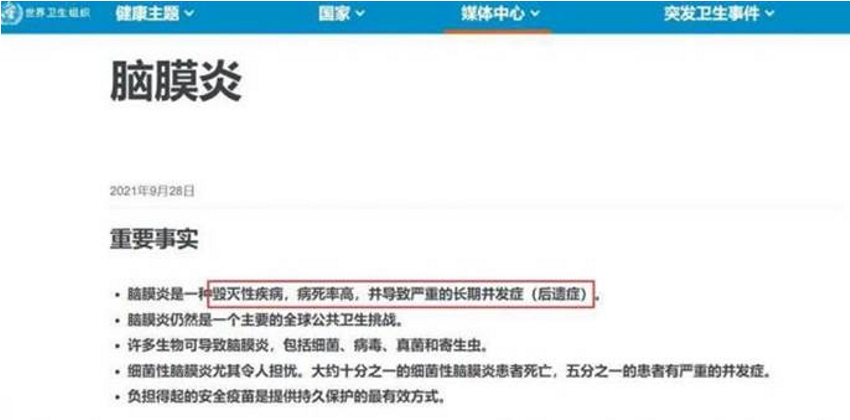 世界卫生组织 健康主题 国家 媒体中心 突发卫生事件
脑膜炎
2021年9月28日
重要事实
• 脑膜炎是一种毁灭性疾病，病死率高，并导致严重的长期并发症（后遗症）。
• 脑膜炎仍然是一个主要的全球公共卫生挑战。
• 许多生物可导致脑膜炎，包括细菌、病毒、真菌和寄生虫。
• 细菌性脑膜炎尤其令人担忧。大约十分之一的细菌性脑膜炎患者死亡，五分之一的患者有严重的并发症。
• 负担得起的安全疫苗是提供持久保护的最有效方式。